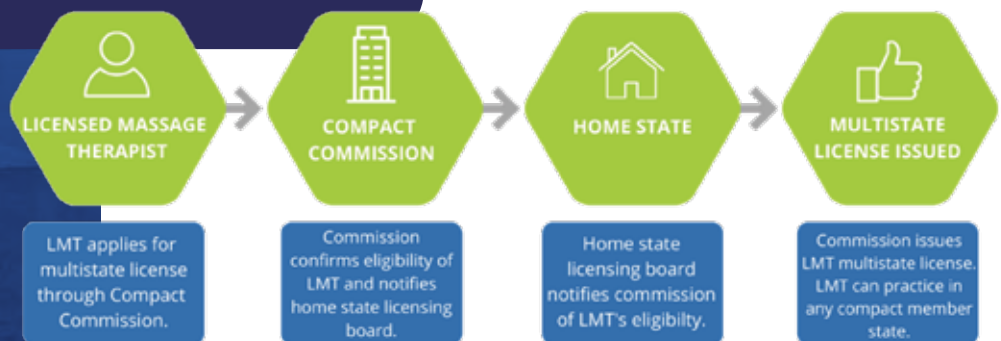 LICENSED MASSAGE
THERAPIST
COMPACT
COMMISSION
HOME STATE
MULTISTATE
LICENSE ISSUED
LMT applies for
multistate license
through Compact
Commission.
Commission
confirms eligibility of
LMT and notifies
home state licensing
board.
Home state
licensing board
notifies commission
of LMT's eligibilty.
Commission issues
LMT multistate license.
LMT can practice in
any compact member
state.